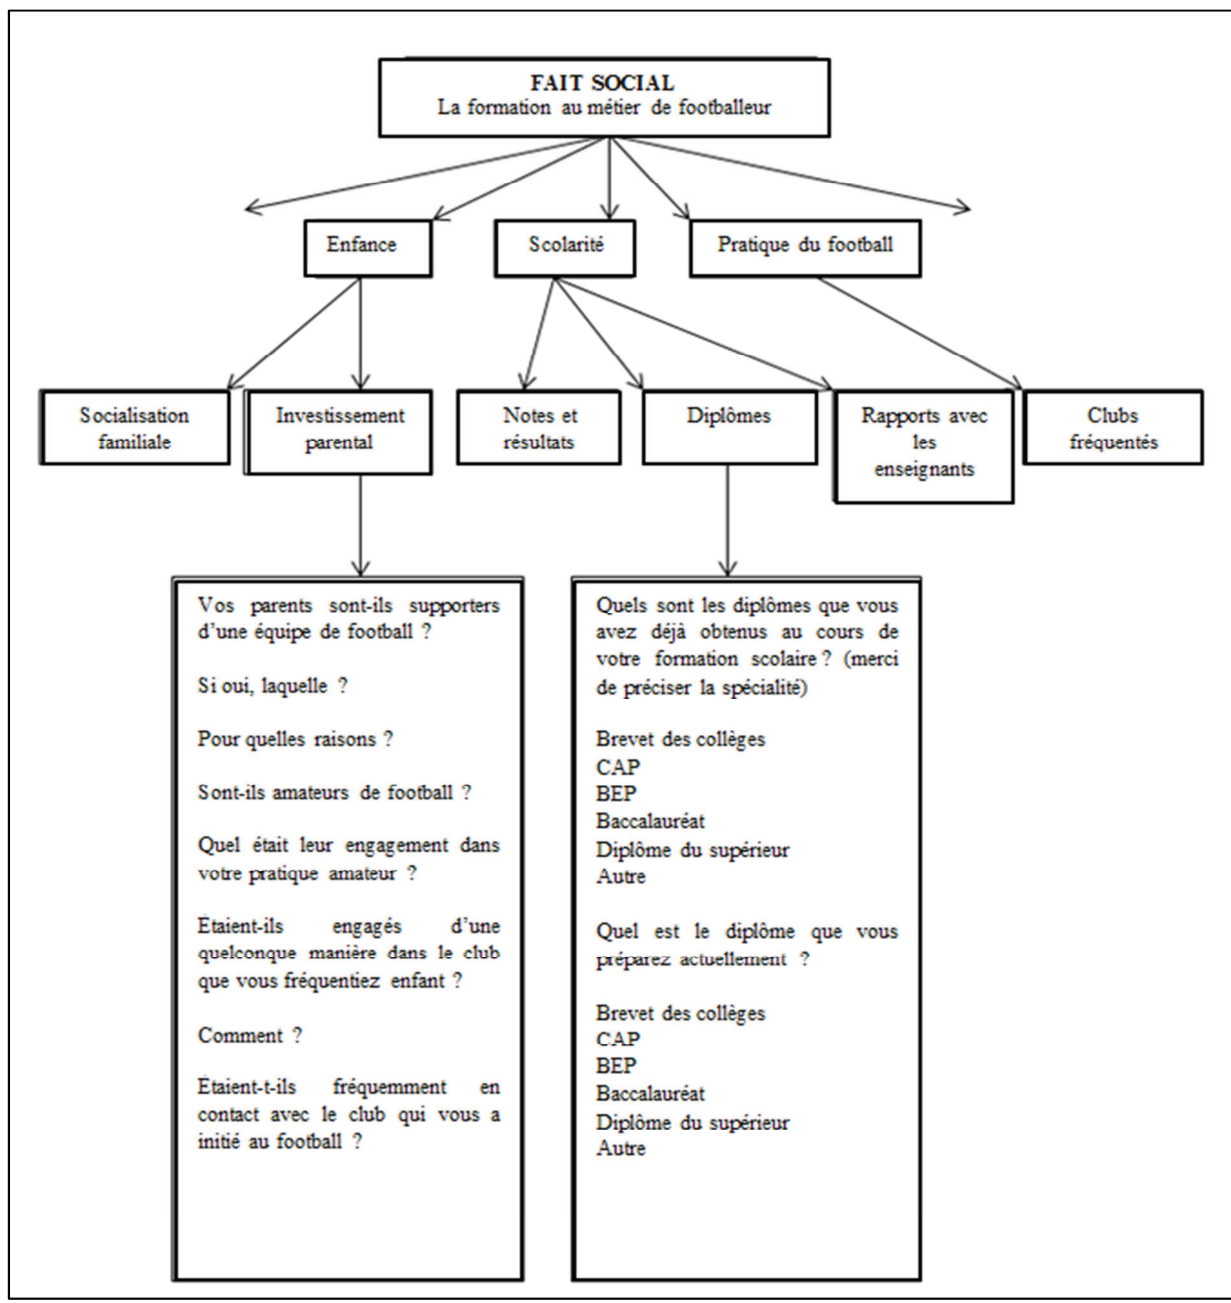 FAIT SOCIAL
La formation au métier de footballeur
Enfance
Scolarité
Pratique du football
Socialisation
familiale
Investissement
parental
Notes et
résultats
Diplômes
Rapports avec
les
enseignants
Clubs
fréquentés
Vos parents sont-ils supporters
d’une équipe de football ?
Si oui, laquelle ?
Pour quelles raisons ?
Sont-ils amateurs de football ?
Quel était leur engagement dans
votre pratique amateur ?
Étaient-ils engagés d’une
quelconque manière dans le club
que vous fréquentiez enfant ?
Comment ?
Étaient-t-ils fréquemment en
contact avec le club qui vous a
initié au football ?
Quels sont les diplômes que vous
avez déjà obtenus au cours de
votre formation scolaire ? (merci
de préciser la spécialité)
Brevet des collèges
CAP
BEP
Baccalauréat
Diplôme du supérieur
Autre
Quel est le diplôme que vous
préparez actuellement ?
Brevet des collèges
CAP
BEP
Baccalauréat
Diplôme du supérieur
Autre